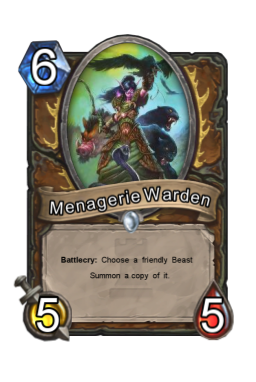 6
Menagerie Warden
Battlecry: Choose a friendly Beast
Summon a copy of it.
5
5